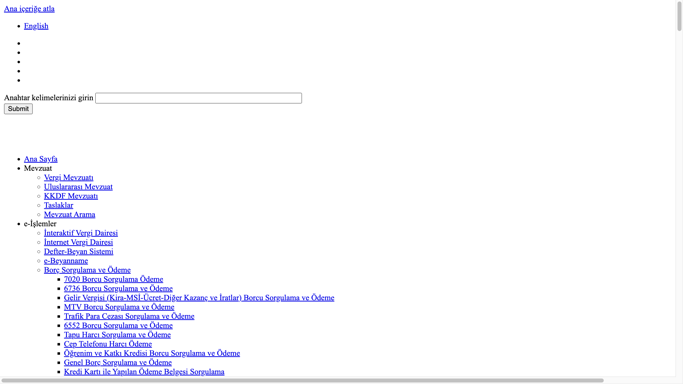 Ana içeriğe atla
English
Anahtar kelimelerinizi girin
Submit
Ana Sayfa
Mevzuat
Vergi Mevzuatı
Uluslararası Mevzuat
KKDF Mevzuatı
Taslaklar
Mevzuat Arama
e-İşlemler
İnteraktif Vergi Dairesi
İnternet Vergi Dairesi
Defter-Beyan Sistemi
e-Beyanname
Borç Sorgulama ve Ödeme
7020 Borcu Sorgulama Ödeme
6736 Borcu Sorgulama ve Ödeme
Gelir Vergisi (Kira-MSİ-Ücret-Diğer Kazanç ve İratlar) Borcu Sorgulama ve Ödeme
MTV Borcu Sorgulama ve Ödeme
Trafik Para Cezası Sorgulama ve Ödeme
6552 Borcu Sorgulama ve Ödeme
Tapu Harcı Sorgulama ve Ödeme
Cep Telefonu Harcı Ödeme
Öğrenim ve Katkı Kredisi Borcu Sorgulama ve Ödeme
Genel Borç Sorgulama ve Ödeme
Kredi Kartı ile Yapılan Ödeme Belgesi Sorgulama